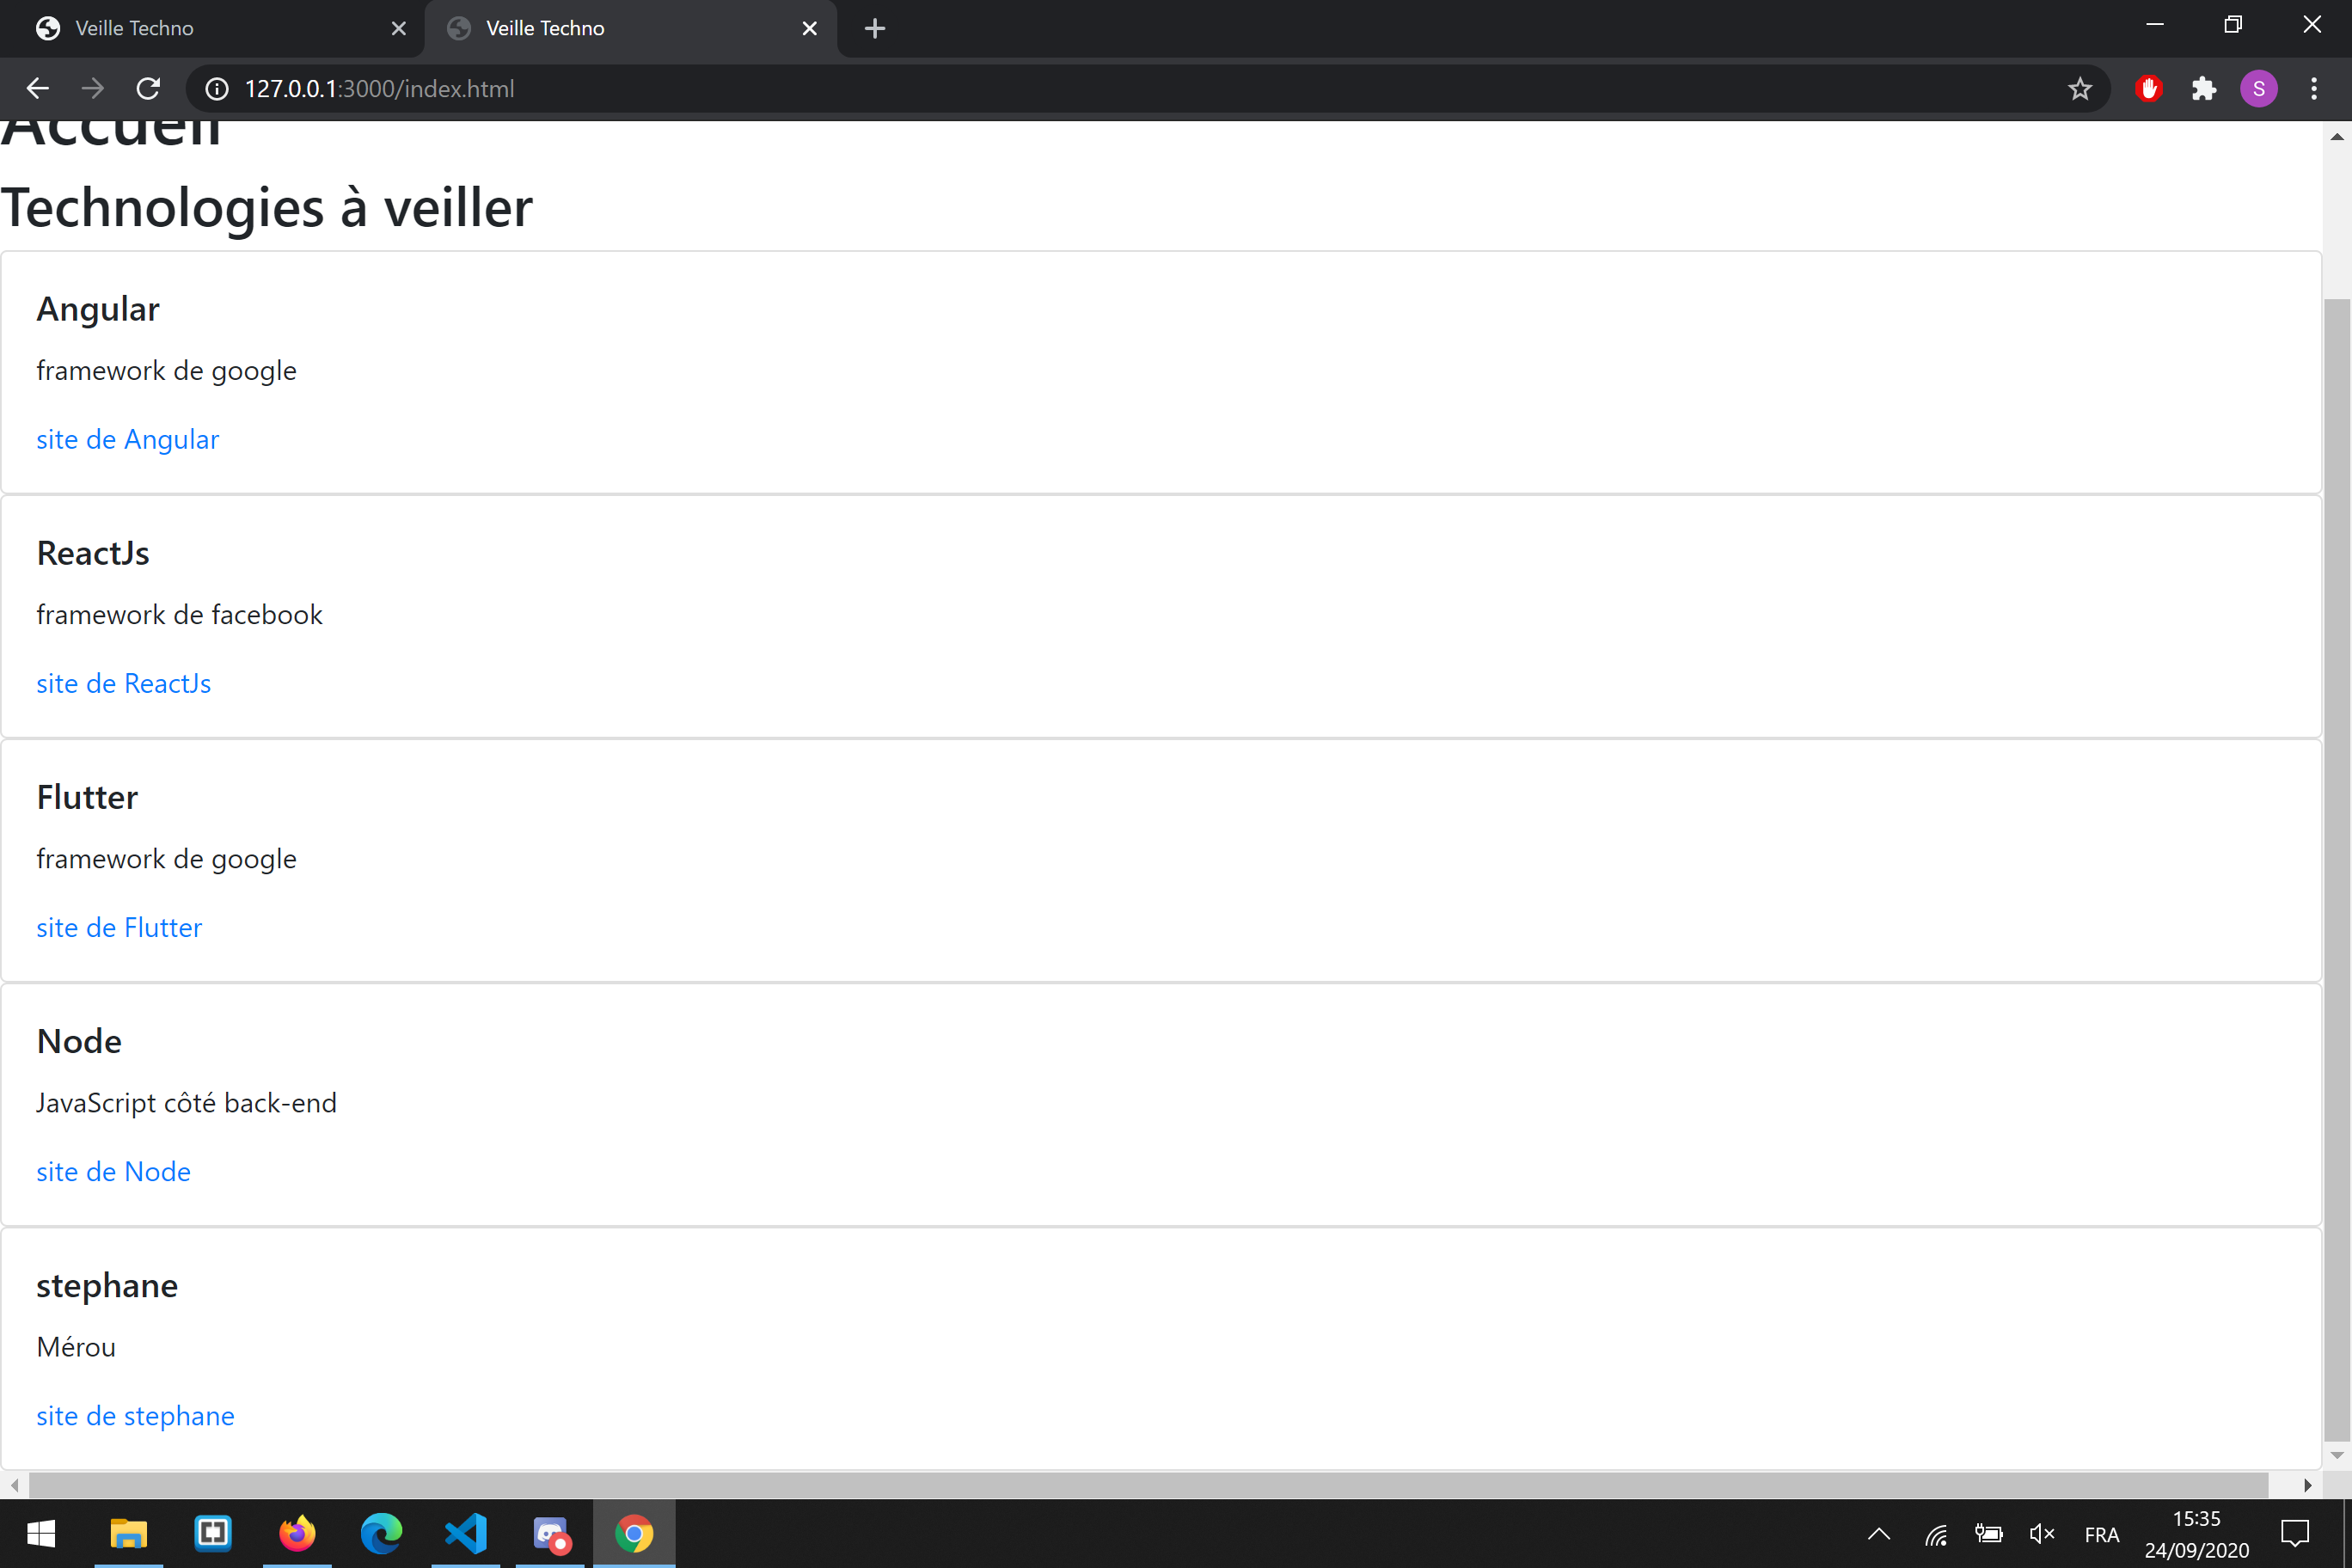 Veille Techno
Veille Techno
127.0.0.1:3000/index.html
S
Accueil
Technologies à veiller
Angular
framework de google
site de Angular
ReactJs
framework de facebook
site de ReactJs
Flutter
framework de google
site de Flutter
Node
JavaScript côté back-end
site de Node
stephane
Mérou
site de stephane
FRA
15:35
24/09/2020